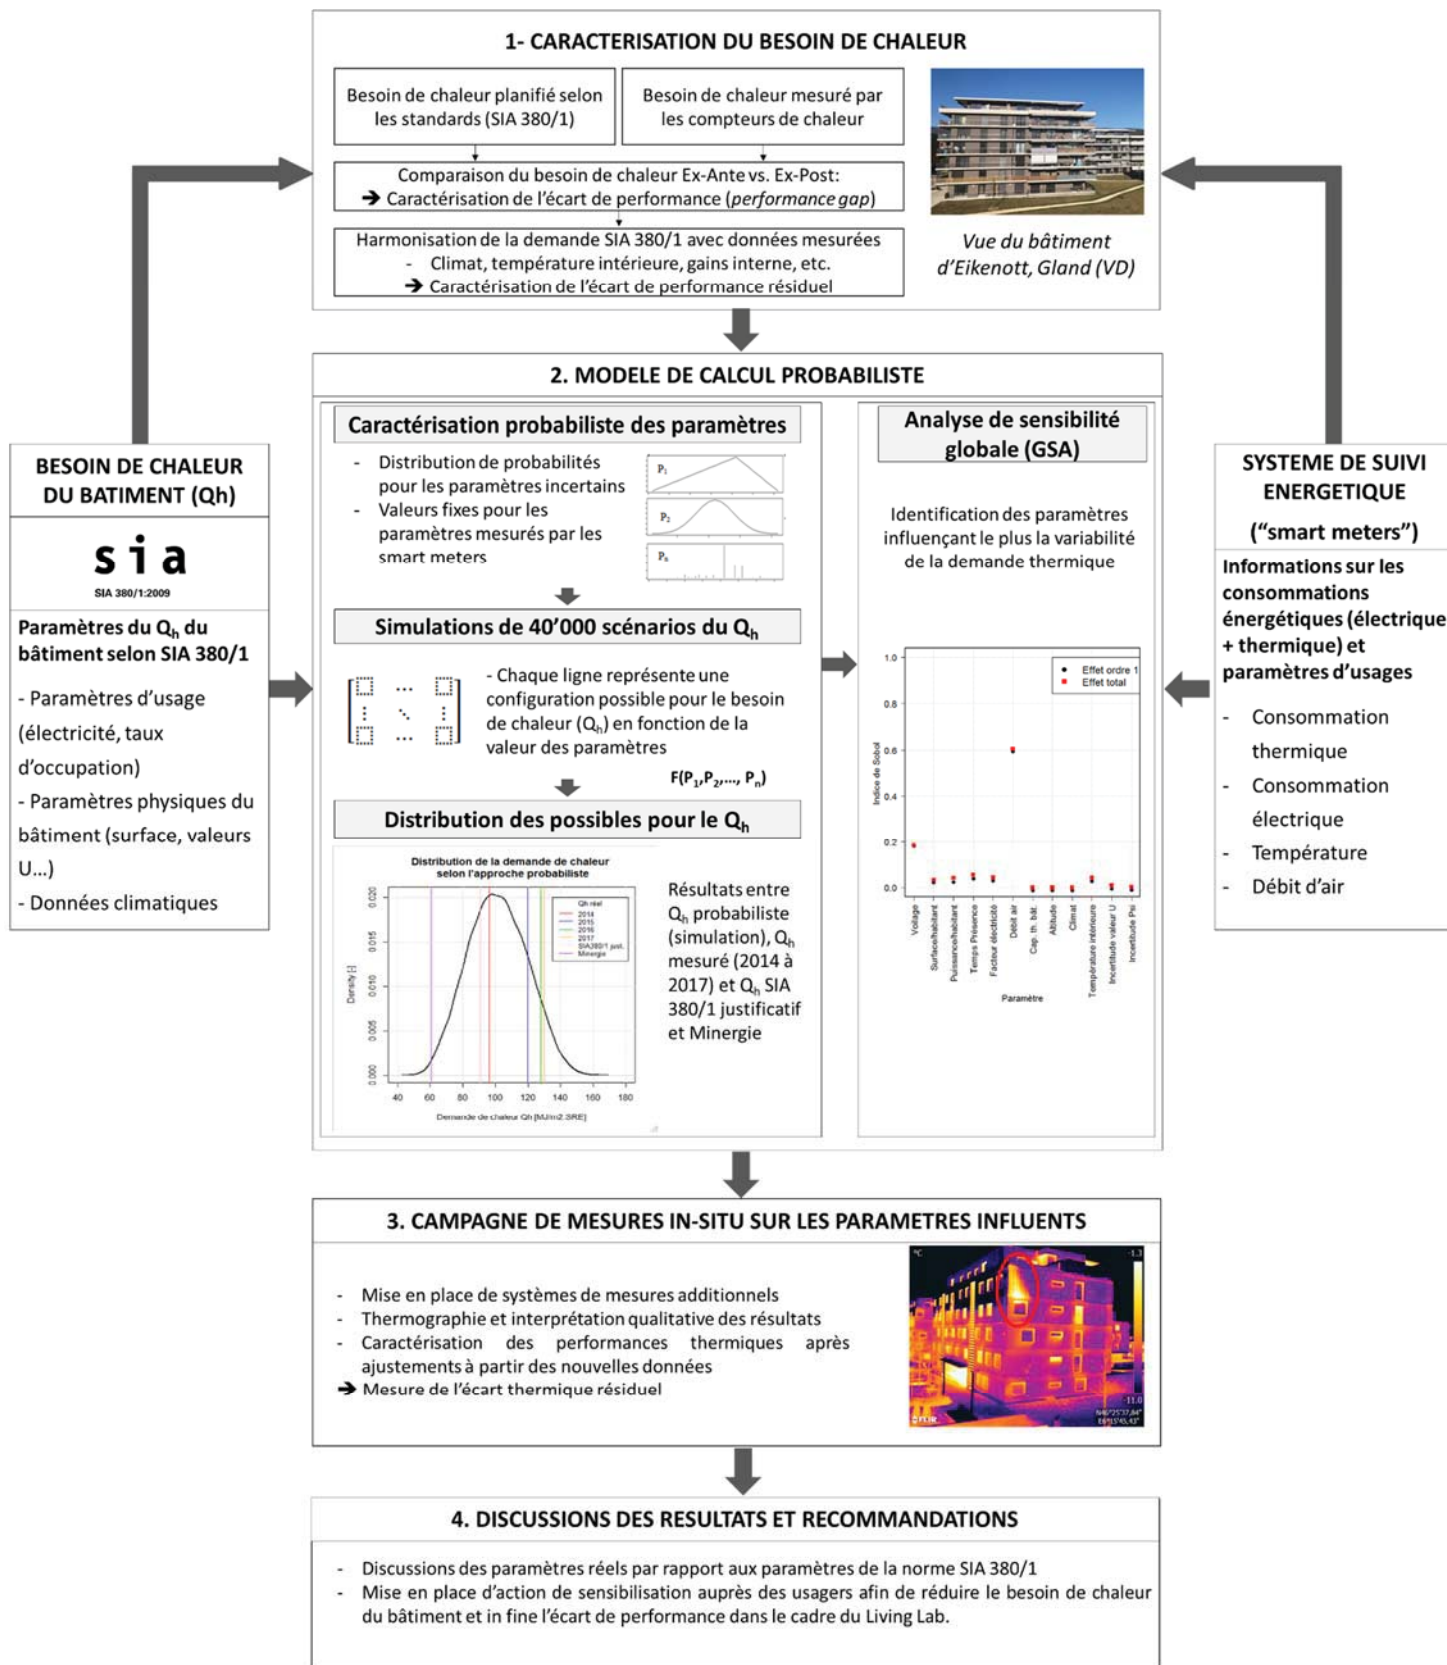 1- CARACTERISATION DU BESOIN DE CHALEUR
Besoin de chaleur planifié selon
les standards (SIA 380/1)
Besoin de chaleur mesuré par
les compteurs de chaleur
Comparaison du besoin de chaleur Ex-Ante vs. Ex-Post:
➔ Caractérisation de l'écart de performance (performance gap)
Harmonisation de la demande SIA 380/1 avec données mesurées
- Climat, température intérieure, gains interne, etc.
➔ Caractérisation de l'écart de performance résiduel
Vue du bâtiment
d'Eikenott, Gland (VD)
BESOIN DE CHALEUR
DU BATIMENT (Qh)
sia
SIA 380/1:2009
Paramètres du Qh du
bâtiment selon SIA 380/1
- Paramètres d'usage
(électricité, taux
d'occupation)
- Paramètres physiques du
bâtiment (surface, valeurs
U...)
- Données climatiques
2. MODELE DE CALCUL PROBABILISTE
Caractérisation probabiliste des paramètres
- Distribution de probabilités
pour les paramètres incertains
- Valeurs fixes pour les
paramètres mesurés par les
smart meters
P1
P2
Pn
Simulations de 40'000 scénarios du Qh
- Chaque ligne représente une
configuration possible pour le besoin
de chaleur (Qh) en fonction de la
valeur des paramètres
F(P1,P2,..., Pn)
Distribution des possibles pour le Qh
Distribution de la demande de chaleur
selon l'approche probabiliste
Density [-]
0.020
0.015
0.010
0.005
0.000
Qh réel
2014
2015
2016
2017
SIA380/1 just.
Minergie
40 60 80 100 120 140 160 180
Demande de chaleur Qh [MJ/m2.SRE]
Résultats entre
Qh probabiliste
(simulation), Qh
mesuré (2014 à
2017) et Qh SIA
380/1 justificatif
et Minergie
Analyse de sensibilité
globale (GSA)
Identification des paramètres
influençant le plus la variabilité
de la demande thermique
Indice de Sobol
1.0
0.8
0.6
0.4
0.2
0.0
Effet ordre 1
Effet total
Voilage
Surface/habitant
Puissance/habitant
Temps Présence
Facteur électricité
Débit air
Cap. th. bât.
Altitude
Climat
Température intérieure
Incertitude valeur U
Incertitude Psi
Paramètre
SYSTEME DE SUIVI
ENERGETIQUE
("smart meters")
Informations sur les
consommations
énergétiques (électrique
+ thermique) et
paramètres d'usages
- Consommation
thermique
- Consommation
électrique
- Température
- Débit d'air
3. CAMPAGNE DE MESURES IN-SITU SUR LES PARAMETRES INFLUENTS
- Mise en place de systèmes de mesures additionnels
- Thermographie et interprétation qualitative des résultats
- Caractérisation des performances thermiques après
ajustements à partir des nouvelles données
➔ Mesure de l'écart thermique résiduel
°C
-1.3
-11.0
N46°25'37,84"
E6°15'45,43"
FLIR
4. DISCUSSIONS DES RESULTATS ET RECOMMANDATIONS
- Discussions des paramètres réels par rapport aux paramètres de la norme SIA 380/1
- Mise en place d'action de sensibilisation auprès des usagers afin de réduire le besoin de chaleur
du bâtiment et in fine l'écart de performance dans le cadre du Living Lab.